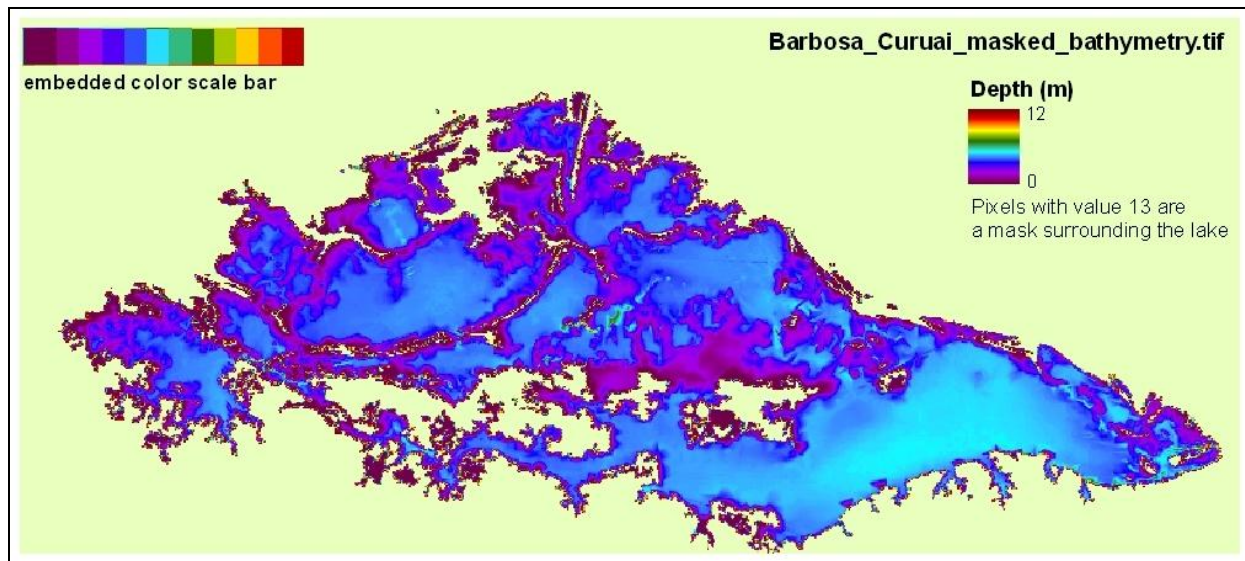 Barbosa_Curuai_masked_bathymetry.tif
embedded color scale bar
Depth (m)
12
0
Pixels with value 13 are
a mask surrounding the lake